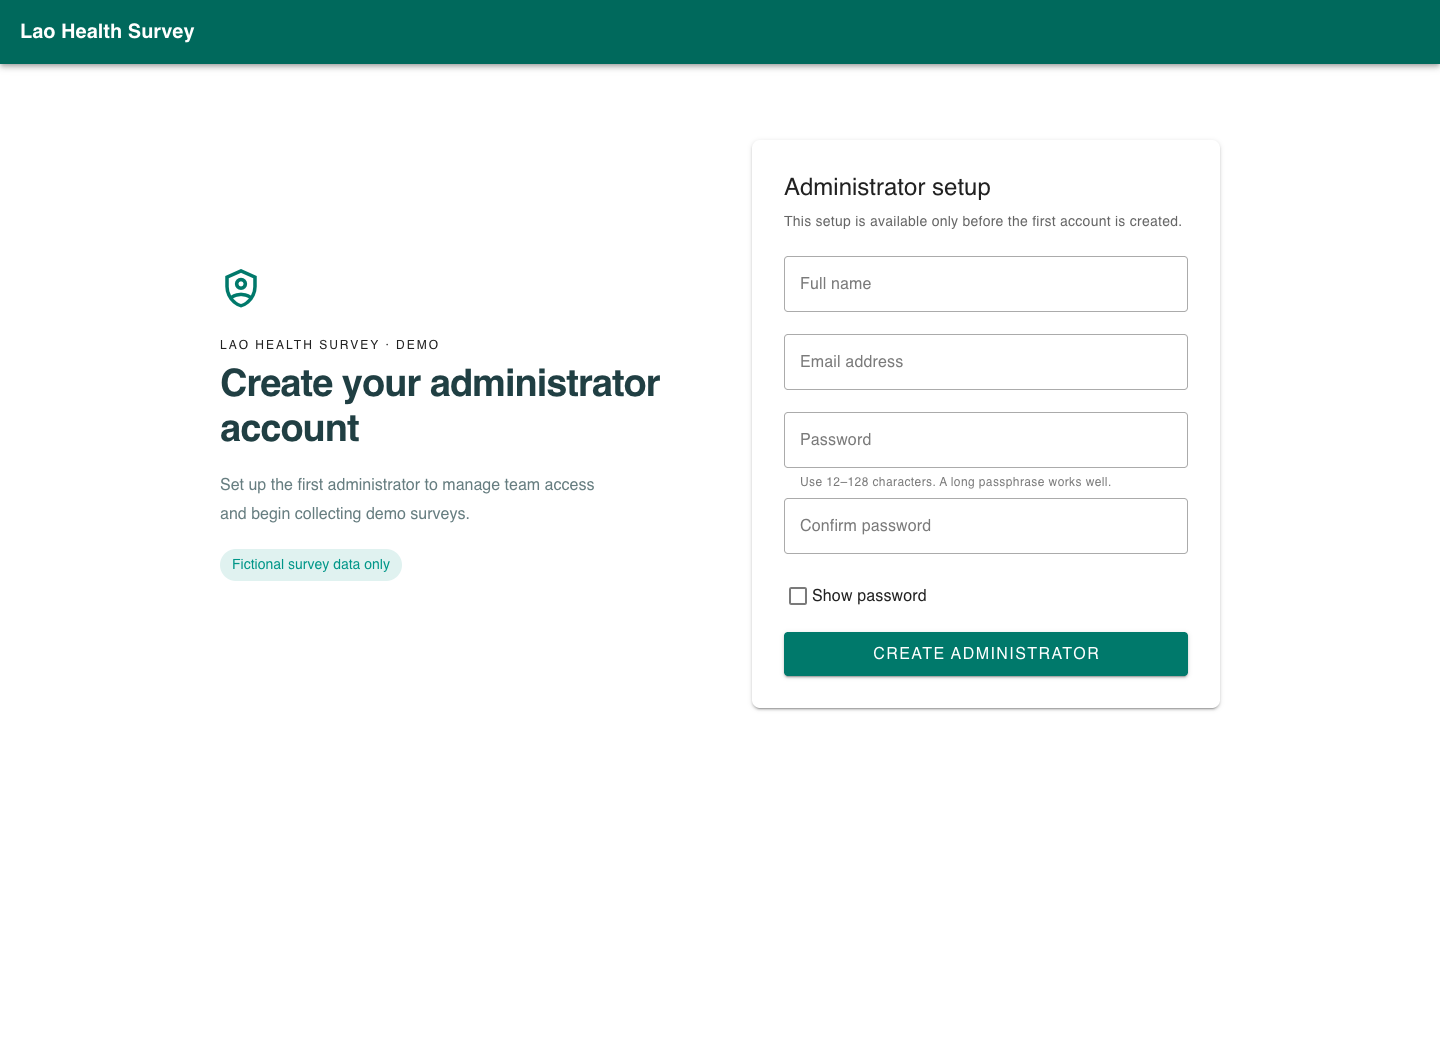 Lao Health Survey
LAO HEALTH SURVEY · DEMO
Create your administrator
account
Set up the first administrator to manage team access
and begin collecting demo surveys.
Fictional survey data only
Administrator setup
This setup is available only before the first account is created.
Full name
Email address
Password
Use 12–128 characters. A long passphrase works well.
Confirm password
Show password
CREATE ADMINISTRATOR